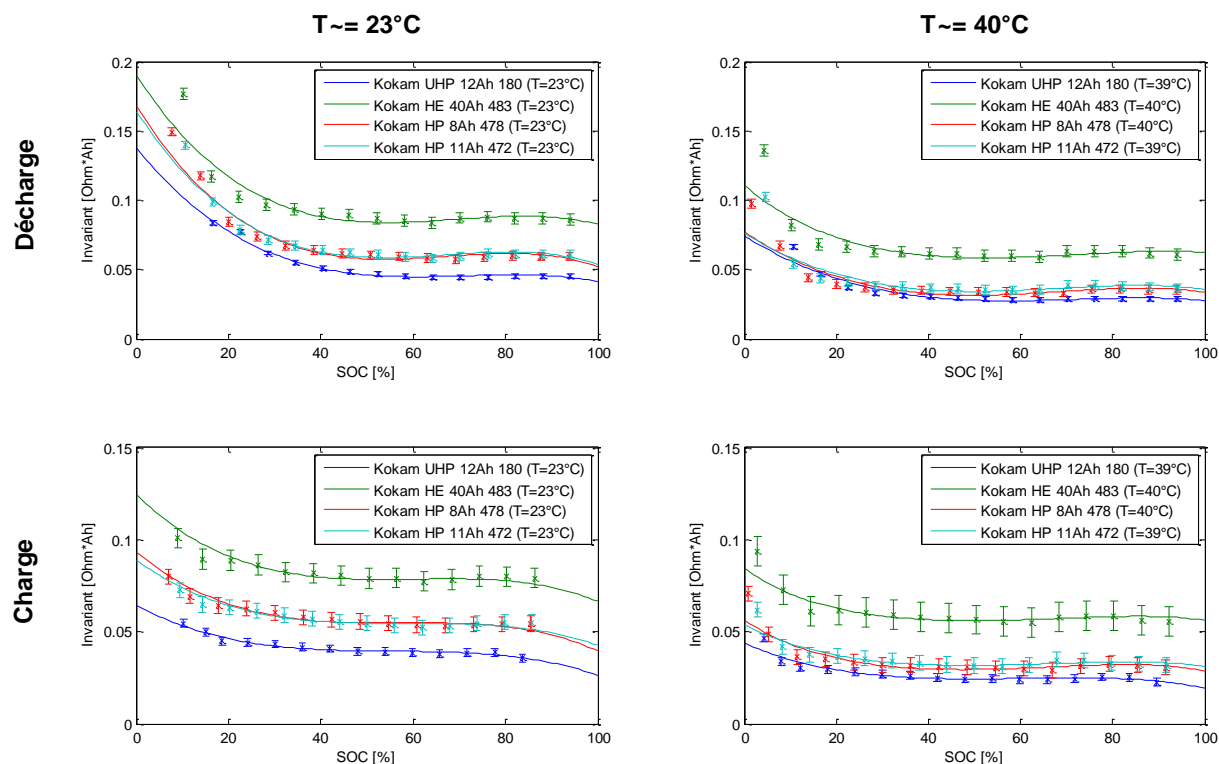 T~= 23°C
T~= 40°C
Décharge
0.2
0.15
0.1
0.05
0
Invariant [Ohm*Ah]
Kokam UHP 12Ah 180 (T=23°C)
Kokam HE 40Ah 483 (T=23°C)
Kokam HP 8Ah 478 (T=23°C)
Kokam HP 11Ah 472 (T=23°C)
0 20 40 60 80 100
SOC [%]
0.2
0.15
0.1
0.05
0
Invariant [Ohm*Ah]
Kokam UHP 12Ah 180 (T=39°C)
Kokam HE 40Ah 483 (T=40°C)
Kokam HP 8Ah 478 (T=40°C)
Kokam HP 11Ah 472 (T=39°C)
0 20 40 60 80 100
SOC [%]
Charge
0.15
0.1
0.05
0
Invariant [Ohm*Ah]
Kokam UHP 12Ah 180 (T=23°C)
Kokam HE 40Ah 483 (T=23°C)
Kokam HP 8Ah 478 (T=23°C)
Kokam HP 11Ah 472 (T=23°C)
0 20 40 60 80 100
SOC [%]
0.15
0.1
0.05
0
Invariant [Ohm*Ah]
Kokam UHP 12Ah 180 (T=39°C)
Kokam HE 40Ah 483 (T=40°C)
Kokam HP 8Ah 478 (T=40°C)
Kokam HP 11Ah 472 (T=39°C)
0 20 40 60 80 100
SOC [%]